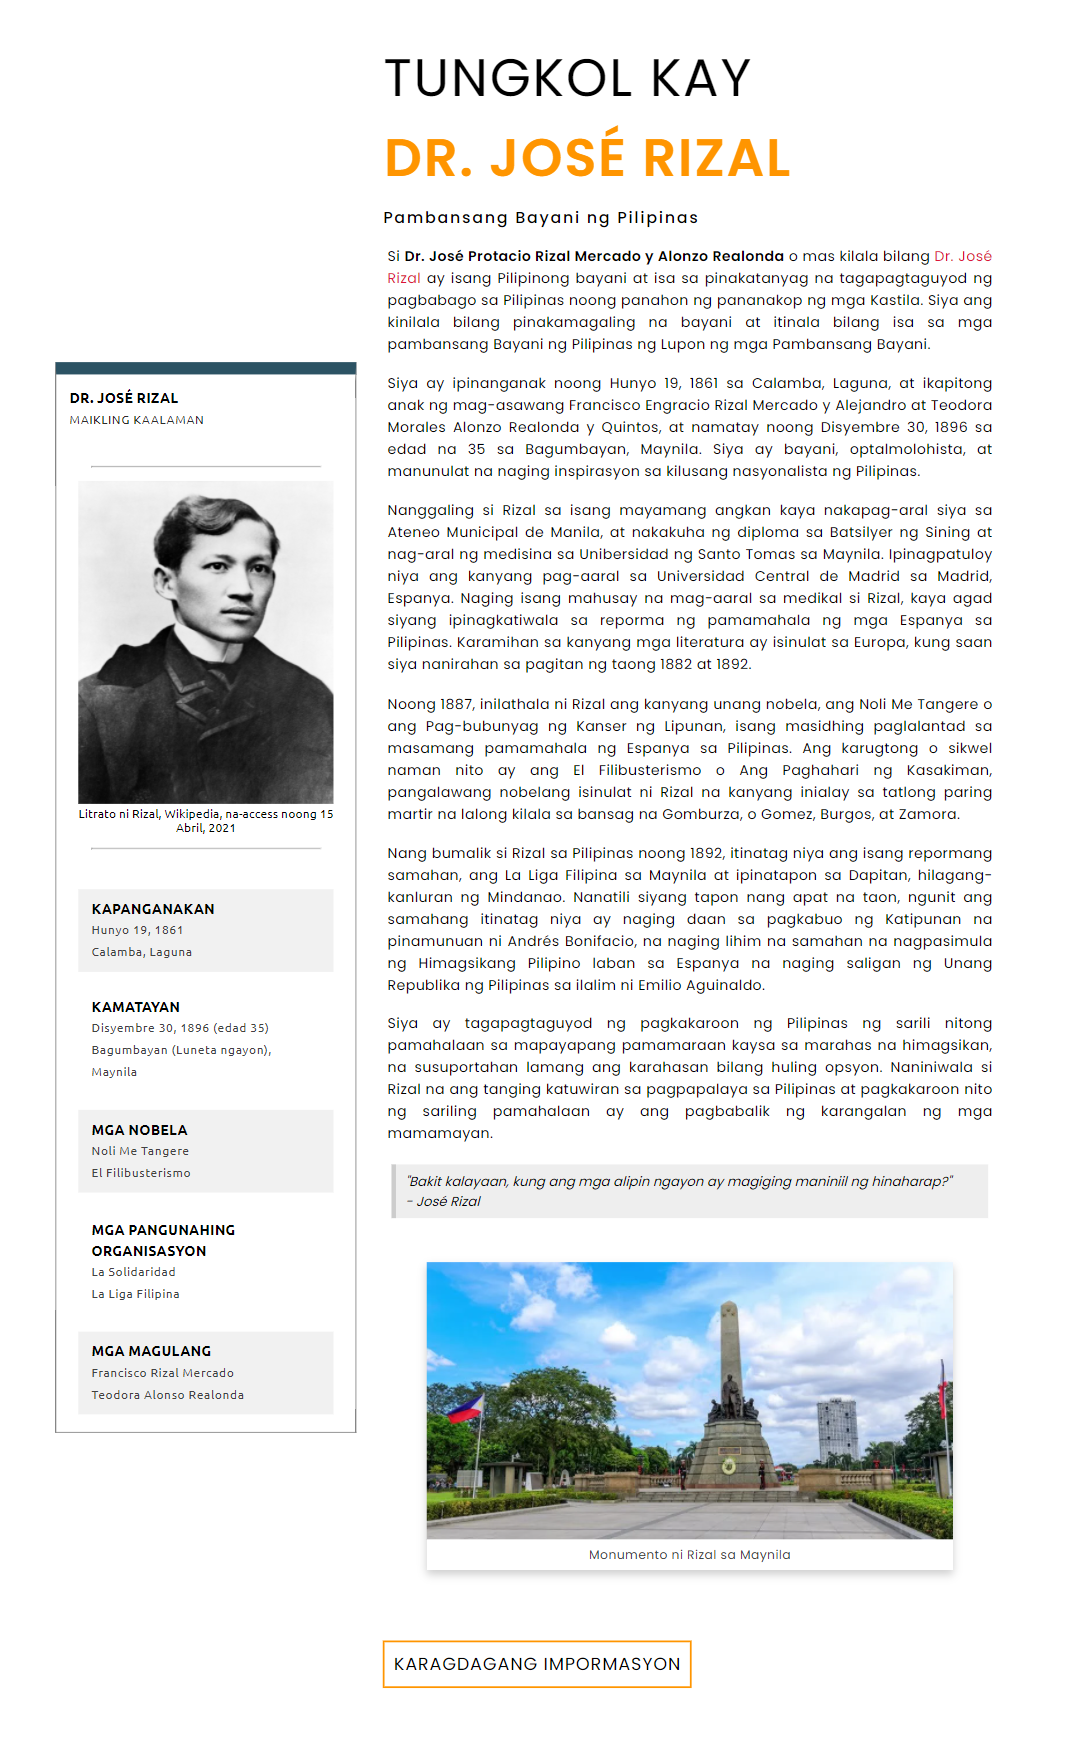 TUNGKOL KAY
DR. JOSÉ RIZAL
Pambansang Bayani ng Pilipinas
Si Dr. José Protacio Rizal Mercado y Alonzo Realonda o mas kilala bilang Dr. José
Rizal ay isang Pilipinong bayani at isa sa pinakatanyag na tagapagtaguyod ng
pagbabago sa Pilipinas noong panahon ng pananakop ng mga Kastila. Siya ang
kinilala bilang pinakamagaling na bayani at itinala bilang isa sa mga
pambansang Bayani ng Pilipinas ng Lupon ng mga Pambansang Bayani.
Siya ay ipinanganak noong Hunyo 19, 1861 sa Calamba, Laguna, at ikapitong
anak ng mag-asawang Francisco Engracio Rizal Mercado y Alejandro at Teodora
Morales Alonzo Realonda y Quintos, at namatay noong Disyembre 30, 1896 sa
edad na 35 sa Bagumbayan, Maynila. Siya ay bayani, optalmolohista, at
manunulat na naging inspirasyon sa kilusang nasyonalista ng Pilipinas.
Nanggaling si Rizal sa isang mayamang angkan kaya nakapag-aral siya sa
Ateneo Municipal de Manila, at nakakuha ng diploma sa Batsilyer ng Sining at
nag-aral ng medisina sa Unibersidad ng Santo Tomas sa Maynila. Ipinagpatuloy
niya ang kanyang pag-aaral sa Universidad Central de Madrid sa Madrid,
Espanya. Naging isang mahusay na mag-aaral sa medikal si Rizal, kaya agad
siyang ipinagkatiwala sa reporma ng pamamahala ng mga Espanya sa
Pilipinas. Karamihan sa kanyang mga literatura ay isinulat sa Europa, kung saan
siya nanirahan sa pagitan ng taong 1882 at 1892.
Noong 1887, inilathala ni Rizal ang kanyang unang nobela, ang Noli Me Tangere o
ang Pag-bubunyag ng Kanser ng Lipunan, isang masidhing paglalantad sa
masamang pamamahala ng Espanya sa Pilipinas. Ang karugtong o sikwel
naman nito ay ang El Filibusterismo o Ang Paghahari ng Kasakiman,
pangalawang nobelang isinulat ni Rizal na kanyang inialay sa tatlong paring
martir na lalong kilala sa bansag na Gomburza, o Gomez, Burgos, at Zamora.
Nang bumalik si Rizal sa Pilipinas noong 1892, itinatag niya ang isang repormang
samahan, ang La Liga Filipina sa Maynila at ipinatapon sa Dapitan, hilagang-
kanluran ng Mindanao. Nanatili siyang tapon nang apat na taon, ngunit ang
samahang itinatag niya ay naging daan sa pagkabuo ng Katipunan na
pinamunuan ni Andrés Bonifacio, na naging lihim na samahan na nagpasimula
ng Himagsikang Pilipino laban sa Espanya na naging saligan ng Unang
Republika ng Pilipinas sa ilalim ni Emilio Aguinaldo.
Siya ay tagapagtaguyod ng pagkakaroon ng Pilipinas ng sarili nitong
pamahalaan sa mapayapang pamamaraan kaysa sa marahas na himagsikan,
na susuportahan lamang ang karahasan bilang huling opsyon. Naniniwala si
Rizal na ang tanging katuwiran sa pagpapalaya sa Pilipinas at pagkakaroon nito
ng sariling pamahalaan ay ang pagbabalik ng karangalan ng mga
mamamayan.
"Bakit kalayaan, kung ang mga alipin ngayon ay magiging maniniil ng hinaharap?"
- José Rizal
Monumento ni Rizal sa Maynila
KARAGDAGANG IMPORMASYON
DR. JOSÉ RIZAL
MAIKLING KAALAMAN
Litrato ni Rizal, Wikipedia, na-access noong 15
Abril, 2021
KAPANGANAKAN
Hunyo 19, 1861
Calamba, Laguna
KAMATAYAN
Disyembre 30, 1896 (edad 35)
Bagumbayan (Luneta ngayon),
Maynila
MGA NOBELA
Noli Me Tangere
El Filibusterismo
MGA PANGUNAHING
ORGANISASYON
La Solidaridad
La Liga Filipina
MGA MAGULANG
Francisco Rizal Mercado
Teodora Alonso Realonda